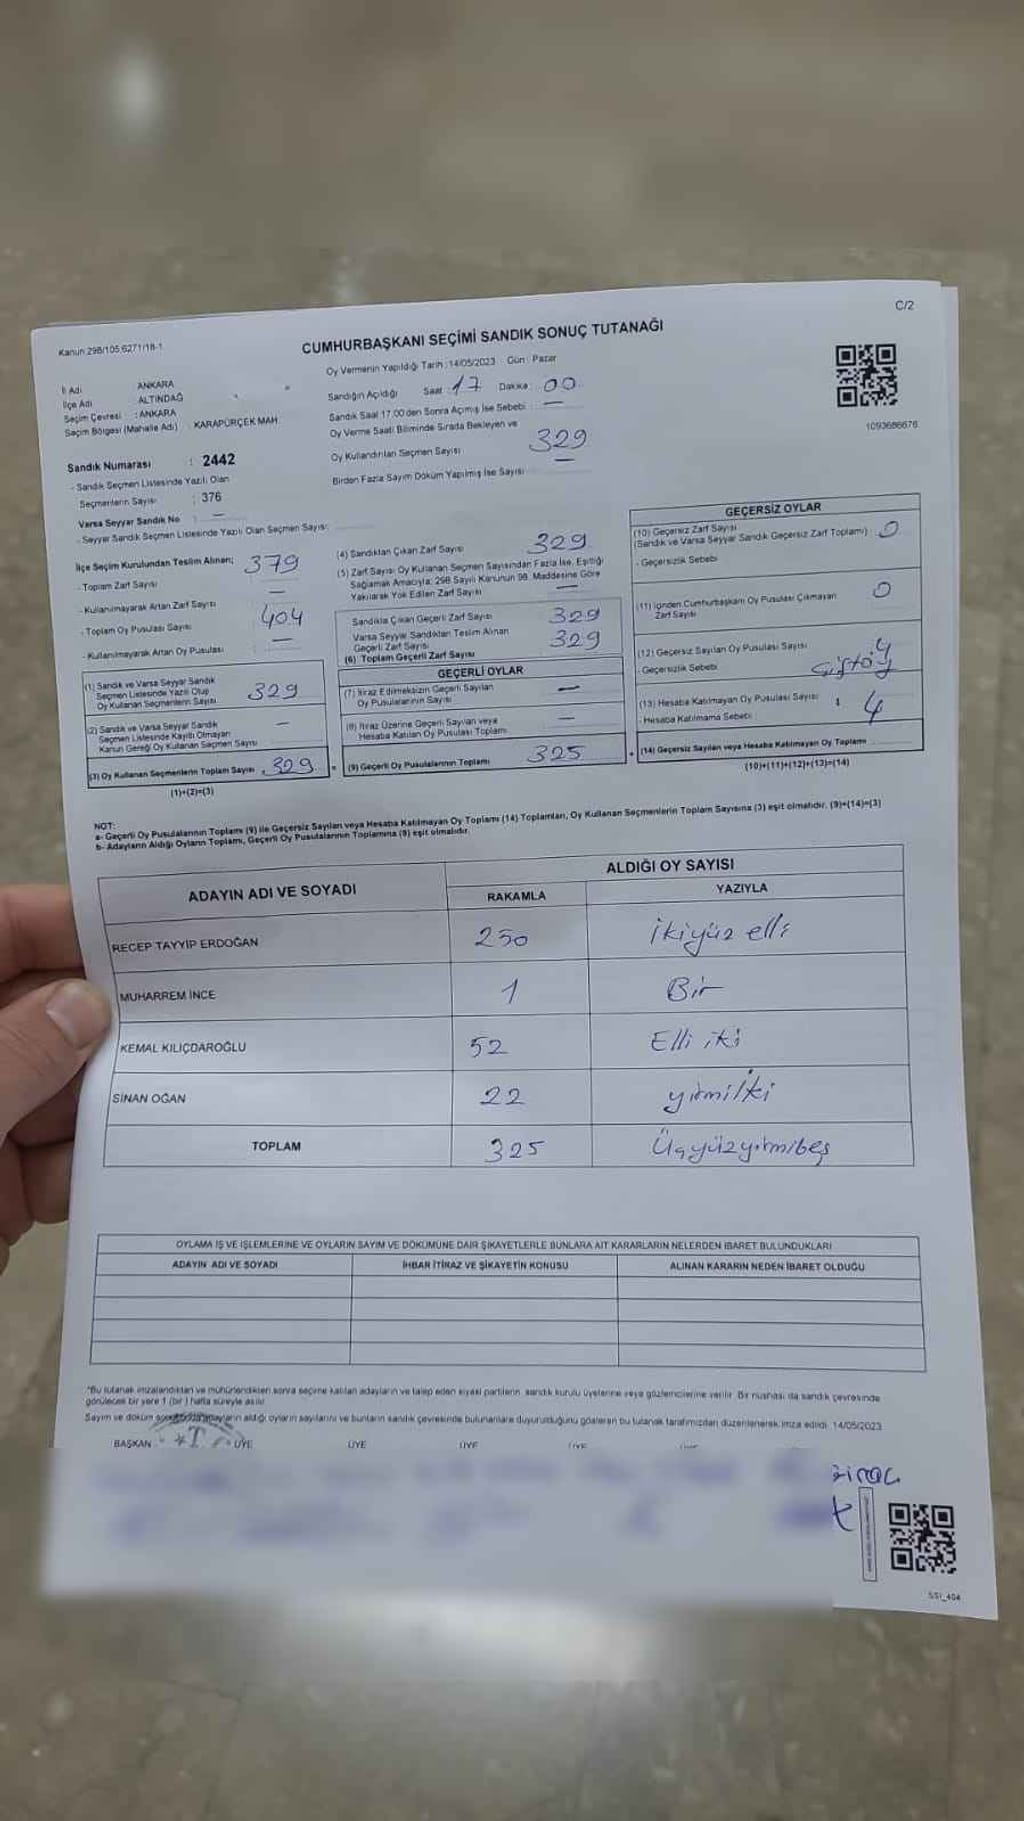 C/2
Kanun 298/105 6271/18-1
CUMHURBAŞKANI SEÇİMİ SANDIK SONUÇ TUTANAĞI
İl Adı ANKARA
İlçe Adı ALTINDAĞ
Seçim Çevresi : ANKARA
Seçim Bölgesi (Mahalle Adı) KARAPÜRÇEK MAH.
Sandık Numarası : 2442
- Sandık Seçmen Listesinde Yazılı Olan
Seçmenlerin Sayısı : 376
Varsa Seyyar Sandık No : —
- Seyyar Sandık Seçmen Listesinde Yazılı Olan Seçmen Sayısı
Oy Vermenin Yapıldığı Tarih : 14/05/2023 Gün : Pazar
Sandığın Açıldığı Saat : 17 Dakika : 00
Sandık Saat 17.00'den Sonra Açılmış İse Sebebi : —
Oy Verme Saati Bitiminde Sırada Bekleyen ve
Oy Kullandırılan Seçmen Sayısı 329
Birden Fazla Sayım Döküm Yapılmış İse Sayısı —
1093686676
İlçe Seçim Kurulundan Teslim Alınan; 379
- Toplam Zarf Sayısı
- Kullanılmayarak Artan Zarf Sayısı —
- Toplam Oy Pusulası Sayısı 404
- Kullanılmayarak Artan Oy Pusulası —
(1) Sandık ve Varsa Seyyar Sandık
Seçmen Listesinde Yazılı Olup
Oy Kullanan Seçmenlerin Sayısı 329
(2) Sandık ve Varsa Seyyar Sandık
Seçmen Listesinde Kayıtlı Olmayan
Kanun Gereği Oy Kullanan Seçmen Sayısı —
(3) Oy Kullanan Seçmenlerin Toplam Sayısı 329
(1)+(2)=(3)
(4) Sandıktan Çıkan Zarf Sayısı 329
(5) Zarf Sayısı Oy Kullanan Seçmen Sayısından Fazla İse, Eşitliği
Sağlamak Amacıyla; 298 Sayılı Kanunun 98. Maddesine Göre
Yakılarak Yok Edilen Zarf Sayısı —
Sandıkta Çıkan Geçerli Zarf Sayısı 329
Varsa Seyyar Sandıktan Teslim Alınan
Geçerli Zarf Sayısı 329
(6) Toplam Geçerli Zarf Sayısı
GEÇERLİ OYLAR
(7) İtiraz Edilmeksizin Geçerli Sayılan
Oy Pusulalarının Sayısı —
(8) İtiraz Üzerine Geçerli Sayılan veya
Hesaba Katılan Oy Pusulası Toplamı —
(9) Geçerli Oy Pusulalarının Toplamı 325
GEÇERSİZ OYLAR
(10) Geçersiz Zarf Sayısı
(Sandık ve Varsa Seyyar Sandık Geçersiz Zarf Toplamı) 0
- Geçersizlik Sebebi
(11) İçinden Cumhurbaşkanı Oy Pusulası Çıkmayan
Zarf Sayısı 0
(12) Geçersiz Sayılan Oy Pusulası Sayısı 4
- Geçersizlik Sebebi
(13) Hesaba Katılmayan Oy Pusulası Sayısı : 4
- Hesaba Katılmama Sebebi
(14) Geçersiz Sayılan veya Hesaba Katılmayan Oy Toplamı
(10)+(11)+(12)+(13)=(14)
NOT:
a- Geçerli Oy Pusulalarının Toplamı (9) ile Geçersiz Sayılan veya Hesaba Katılmayan Oy Toplamı (14) Toplamları, Oy Kullanan Seçmenlerin Toplam Sayısına (3) eşit olmalıdır. (9)+(14)=(3)
b- Adayların Aldığı Oyların Toplamı, Geçerli Oy Pusulalarının Toplamına (9) eşit olmalıdır.
ADAYIN ADI VE SOYADI ALDIĞI OY SAYISI
RAKAMLA YAZIYLA
RECEP TAYYİP ERDOĞAN 250 ikiyüz elli
MUHARREM İNCE 1 Bir
KEMAL KILIÇDAROĞLU 52 Elli iki
SİNAN OĞAN 22 yirmi iki
TOPLAM 325 Üçyüzyirmibeş
OYLAMA İŞ VE İŞLEMLERİNE VE OYLARIN SAYIM VE DÖKÜMÜNE DAİR ŞİKAYETLERLE BUNLARA AİT KARARLARIN NELERDEN İBARET BULUNDUKLARI
ADAYIN ADI VE SOYADI İHBAR İTİRAZ VE ŞİKAYETİN KONUSU ALINAN KARARIN NEDEN İBARET OLDUĞU
*Bu tutanak imzalandıktan ve mühürlendikten sonra seçime katılan adayların ve talep eden siyasi partilerin sandık kurulu üyelerine veya gözlemcilerine verilir. Bir nüshası da sandık çevresinde
görülecek bir yere 1 (bir) hafta süreyle asılır.
Sayım ve döküm adayların aldığı oyların sayılarını ve bunların sandık çevresinde bulunanlara duyurulduğunu gösteren bu tutanak tarafımızdan düzenlenerek imza edildi. 14/05/2023
BAŞKAN ÜYE ÜYE ÜYE ÜYE
SS1_404